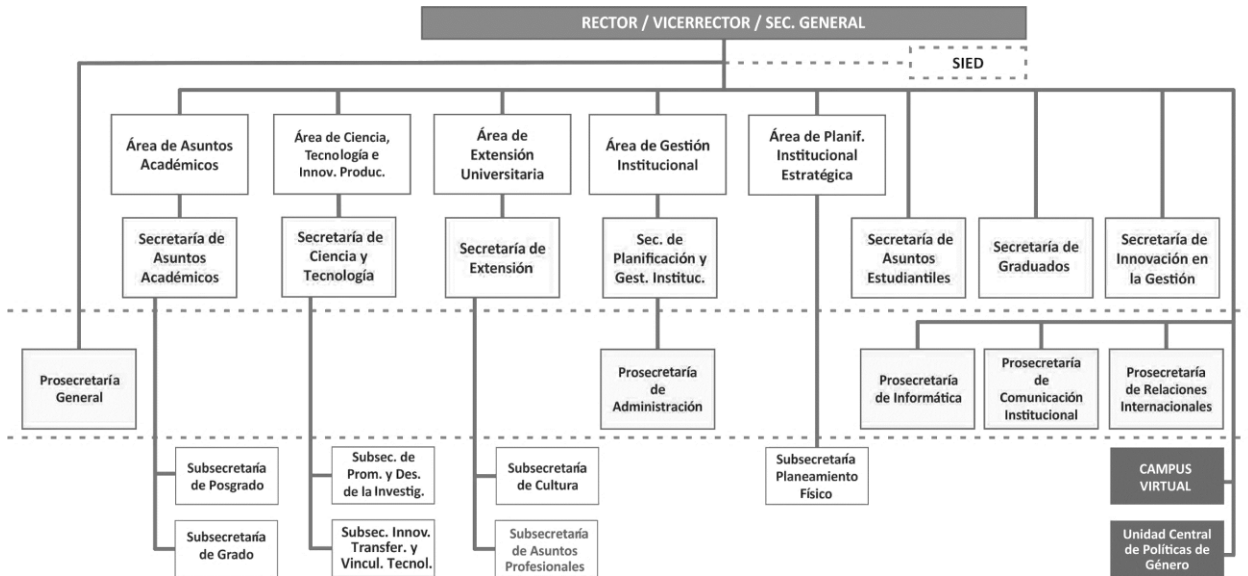 RECTOR / VICERRECTOR / SEC. GENERAL
SIED
Área de Asuntos
Académicos
Área de Ciencia,
Tecnología e
Innov. Produc.
Área de
Extensión
Universitaria
Área de Gestión
Institucional
Área de Planif.
Institucional
Estratégica
Secretaría de
Asuntos
Académicos
Secretaría de
Ciencia y
Tecnología
Secretaría de
Extensión
Sec. de
Planificación y
Gest. Instituc.
Secretaría de
Asuntos
Estudiantiles
Secretaría de
Graduados
Secretaría de
Innovación en
la Gestión
Prosecretaría
General
Prosecretaría
de
Administración
Prosecretaría
de Informática
Prosecretaría
de
Comunicación
Institucional
Prosecretaría
de Relaciones
Internacionales
Subsecretaría
de Posgrado
Subsec. de
Prom. y Des.
de la Investig.
Subsecretaría
de Cultura
Subsecretaría
Planeamiento
Físico
CAMPUS
VIRTUAL
Subsecretaría
de Grado
Subsec. Innov.
Transfer. y
Vincul. Tecnol.
Subsecretaría
de Asuntos
Profesionales
Unidad Central
de Políticas de
Género